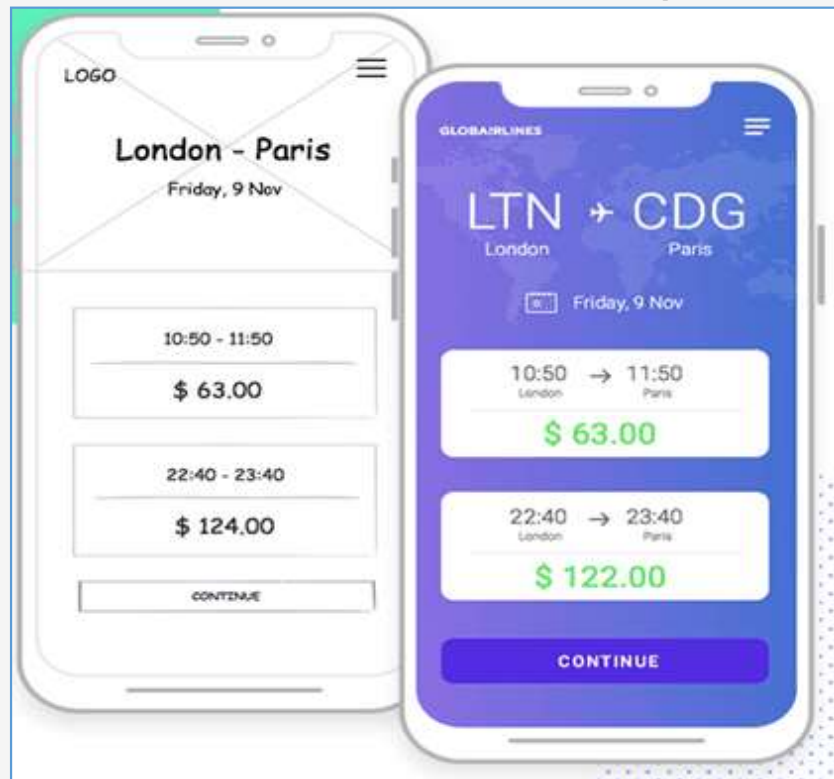 LOGO
London - Paris
Friday, 9 Nov
10:50 - 11:50
$ 63.00
22:40 - 23:40
$ 124.00
CONTINUE
GLOBAIRLINES
LTN CDG
London Paris
Friday, 9 Nov
10:50 → 11:50
London Paris
$ 63.00
22:40 → 23:40
London Paris
$ 122.00
CONTINUE